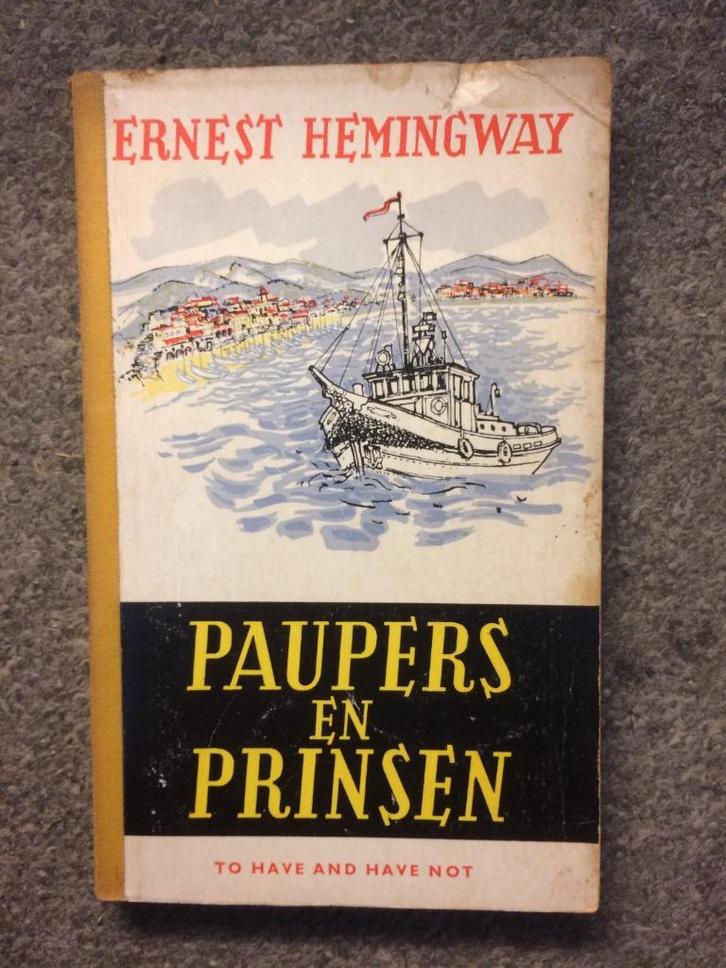 ERNEST HEMINGWAY
PAUPERS
EN
PRINSEN
TO HAVE AND HAVE NOT